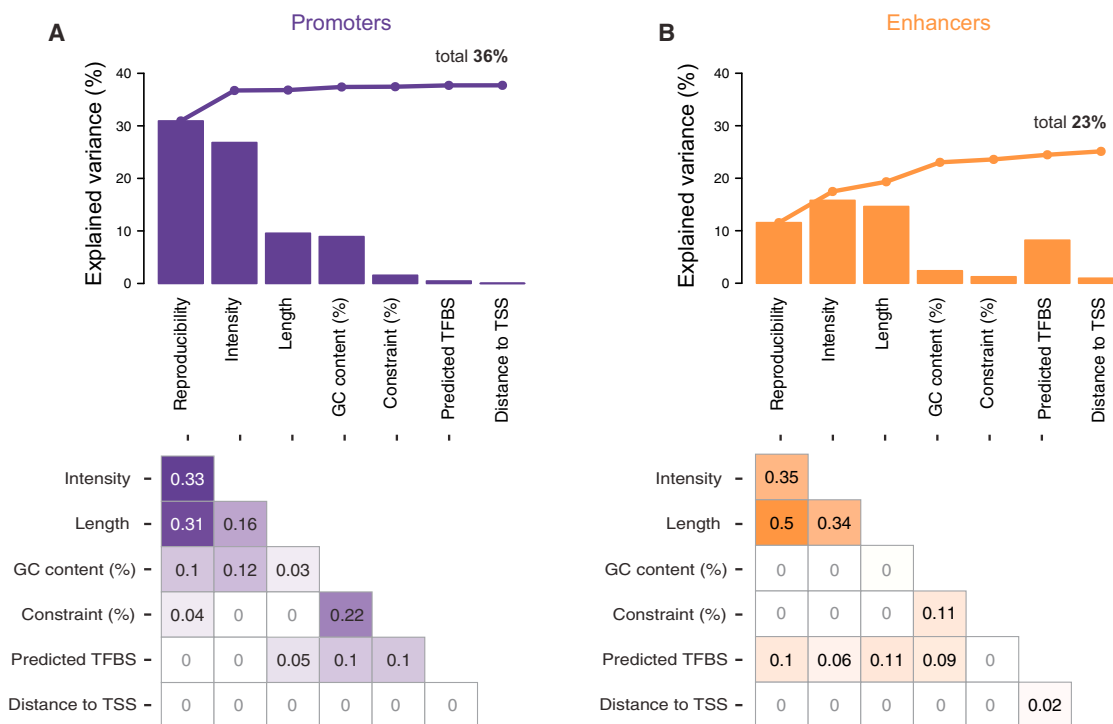 Promoters
A
total 36%
Explained variance (%)
40
30
20
10
0
Reproducibility
Intensity
Length
GC content (%)
Constraint (%)
Predicted TFBS
Distance to TSS
Intensity 0.33
Length 0.31 0.16
GC content (%) 0.1 0.12 0.03
Constraint (%) 0.04 0 0 0.22
Predicted TFBS 0 0 0.05 0.1 0.1
Distance to TSS 0 0 0 0 0 0
Enhancers
B
total 23%
Explained variance (%)
40
30
20
10
0
Reproducibility
Intensity
Length
GC content (%)
Constraint (%)
Predicted TFBS
Distance to TSS
Intensity 0.35
Length 0.5 0.34
GC content (%) 0 0 0
Constraint (%) 0 0 0 0.11
Predicted TFBS 0.1 0.06 0.11 0.09 0
Distance to TSS 0 0 0 0 0 0.02